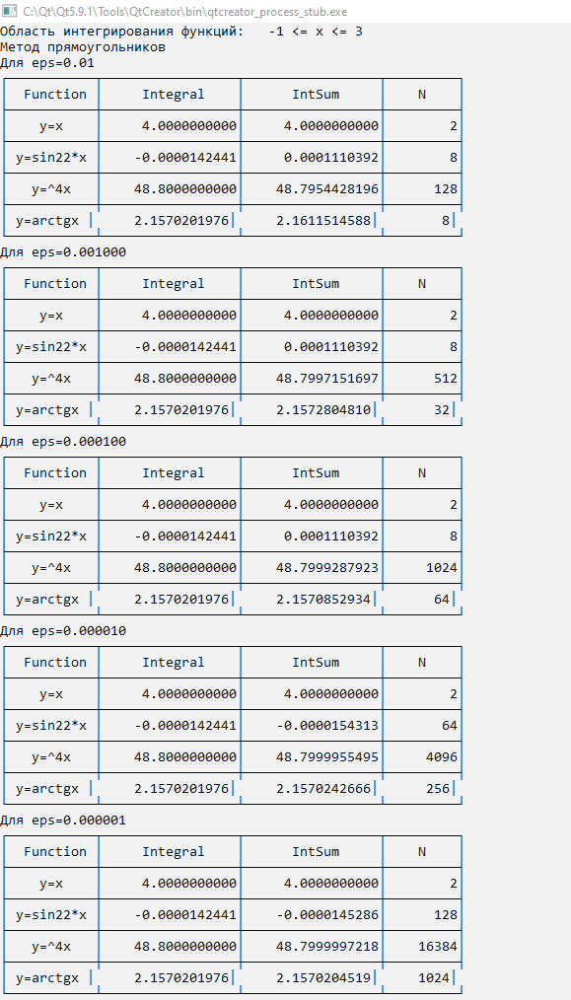 C:\Qt\Qt5.9.1\Tools\QtCreator\bin\qtcreator_process_stub.exe
Область интегрирования функций:   -1 <= x <= 3
Метод прямоугольников
Для eps=0.01
Function Integral IntSum N
y=x 4.0000000000 4.0000000000 2
y=sin22*x -0.0000142441 0.0001110392 8
y=^4x 48.8000000000 48.7954428196 128
y=arctgx 2.1570201976 2.1611514588 8
Для eps=0.001000
Function Integral IntSum N
y=x 4.0000000000 4.0000000000 2
y=sin22*x -0.0000142441 0.0001110392 8
y=^4x 48.8000000000 48.7997151697 512
y=arctgx 2.1570201976 2.1572804810 32
Для eps=0.000100
Function Integral IntSum N
y=x 4.0000000000 4.0000000000 2
y=sin22*x -0.0000142441 0.0001110392 8
y=^4x 48.8000000000 48.7999287923 1024
y=arctgx 2.1570201976 2.1570852934 64
Для eps=0.000010
Function Integral IntSum N
y=x 4.0000000000 4.0000000000 2
y=sin22*x -0.0000142441 -0.0000154313 64
y=^4x 48.8000000000 48.7999955495 4096
y=arctgx 2.1570201976 2.1570242666 256
Для eps=0.000001
Function Integral IntSum N
y=x 4.0000000000 4.0000000000 2
y=sin22*x -0.0000142441 -0.0000145286 128
y=^4x 48.8000000000 48.7999997218 16384
y=arctgx 2.1570201976 2.1570204519 1024